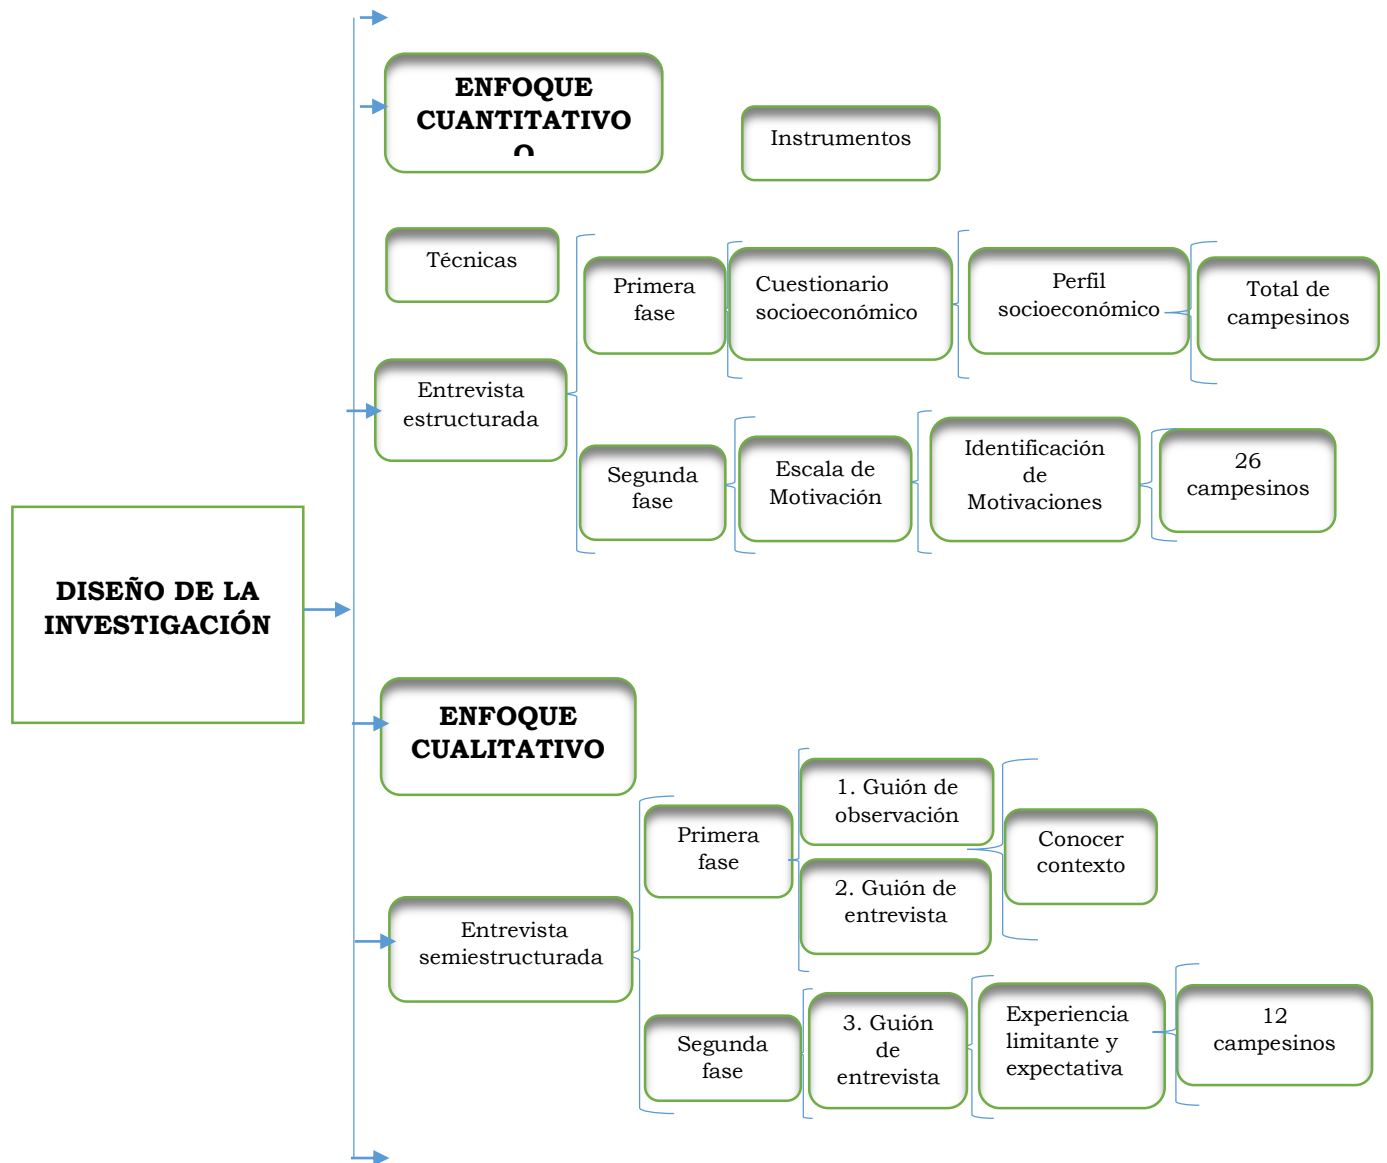 ENFOQUE
CUANTITATIVO
O
Instrumentos
Técnicas
Primera
fase
Cuestionario
socioeconómico
Perfil
socioeconómico
Total de
campesinos
Entrevista
estructurada
Segunda
fase
Escala de
Motivación
Identificación
de
Motivaciones
26
campesinos
DISEÑO DE LA
INVESTIGACIÓN
ENFOQUE
CUALITATIVO
Primera
fase
1. Guión de
observación
2. Guión de
entrevista
Conocer
contexto
Entrevista
semiestructurada
Segunda
fase
3. Guión
de
entrevista
Experiencia
limitante y
expectativa
12
campesinos